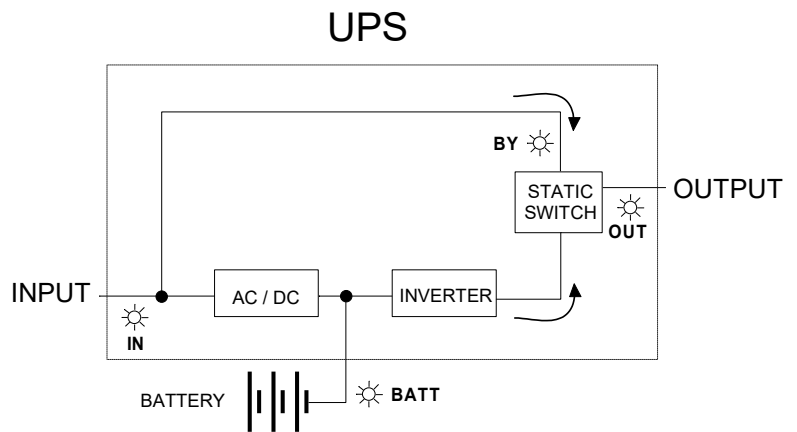 UPS
BY
STATIC
SWITCH
OUTPUT
OUT
INPUT
AC / DC
INVERTER
IN
BATTERY
BATT